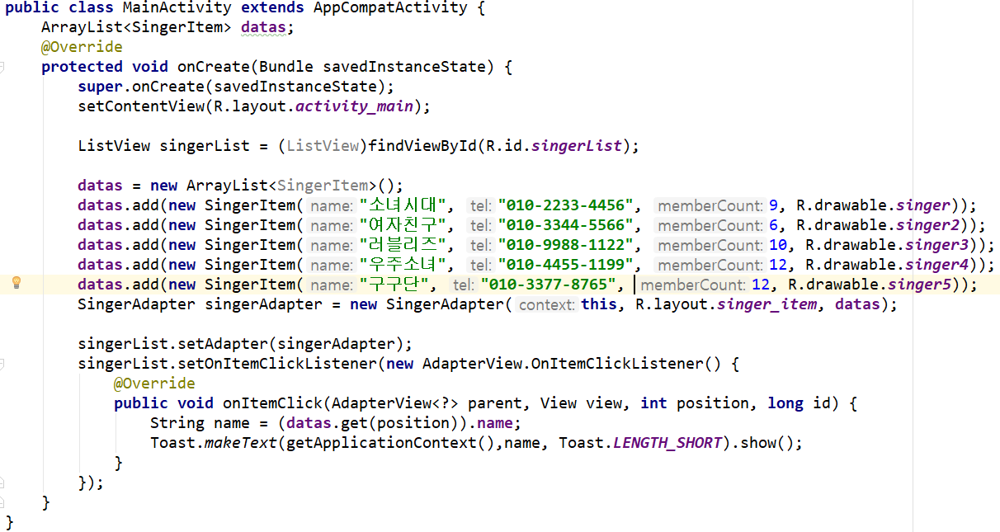 public class MainActivity extends AppCompatActivity {
ArrayList<SingerItem> datas;
@Override
protected void onCreate(Bundle savedInstanceState) {
super.onCreate(savedInstanceState);
setContentView(R.layout.activity_main);
ListView singerList = (ListView)findViewById(R.id.singerList);
datas = new ArrayList<SingerItem>();
datas.add(new SingerItem( name: "소녀시대", tel: "010-2233-4456", memberCount: 9, R.drawable.singer));
datas.add(new SingerItem( name: "여자친구", tel: "010-3344-5566", memberCount: 6, R.drawable.singer2));
datas.add(new SingerItem( name: "러블리즈", tel: "010-9988-1122", memberCount: 10, R.drawable.singer3));
datas.add(new SingerItem( name: "우주소녀", tel: "010-4455-1199", memberCount: 12, R.drawable.singer4));
datas.add(new SingerItem( name: "구구단", tel: "010-3377-8765", memberCount: 12, R.drawable.singer5));
SingerAdapter singerAdapter = new SingerAdapter( context: this, R.layout.singer_item, datas);
singerList.setAdapter(singerAdapter);
singerList.setOnItemClickListener(new AdapterView.OnItemClickListener() {
@Override
public void onItemClick(AdapterView<?> parent, View view, int position, long id) {
String name = (datas.get(position)).name;
Toast.makeText(getApplicationContext(),name, Toast.LENGTH_SHORT).show();
}
});
}
}